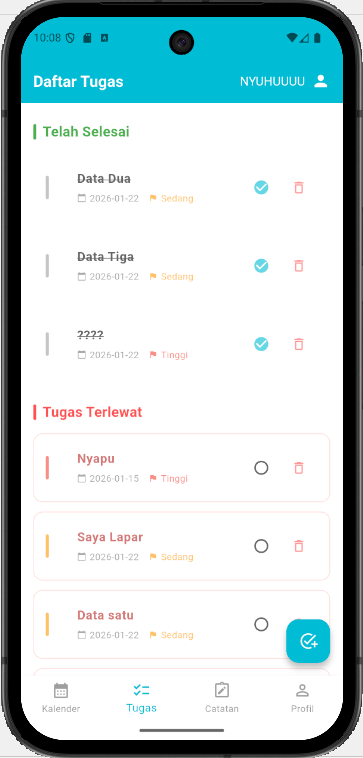 10:08
Daftar Tugas
NYUHUUUU
Telah Selesai
Data Dua
2026-01-22 Sedang
Data Tiga
2026-01-22 Sedang
????
2026-01-22 Tinggi
Tugas Terlewat
Nyapu
2026-01-15 Tinggi
Saya Lapar
2026-01-22 Sedang
Data satu
2026-01-22 Sedang
Kalender
Tugas
Catatan
Profil